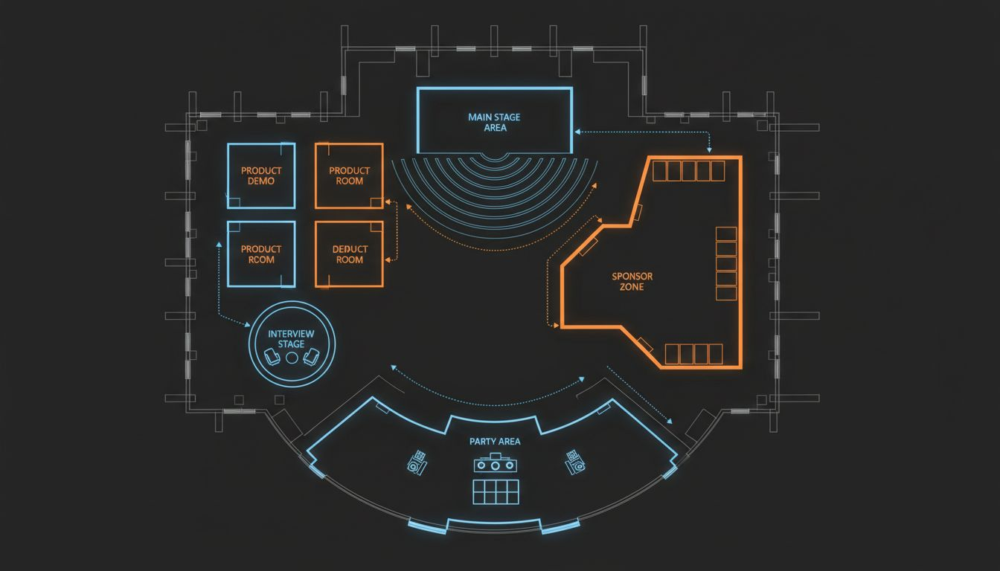 MAIN STAGE
AREA
PRODUCT
DEMO
PRODUCT
ROOM
PRODUCT
RCOM
DEDUCT
ROOM
SPONSOR
ZONE
INTERVIEW
STAGE
PARTY AREA